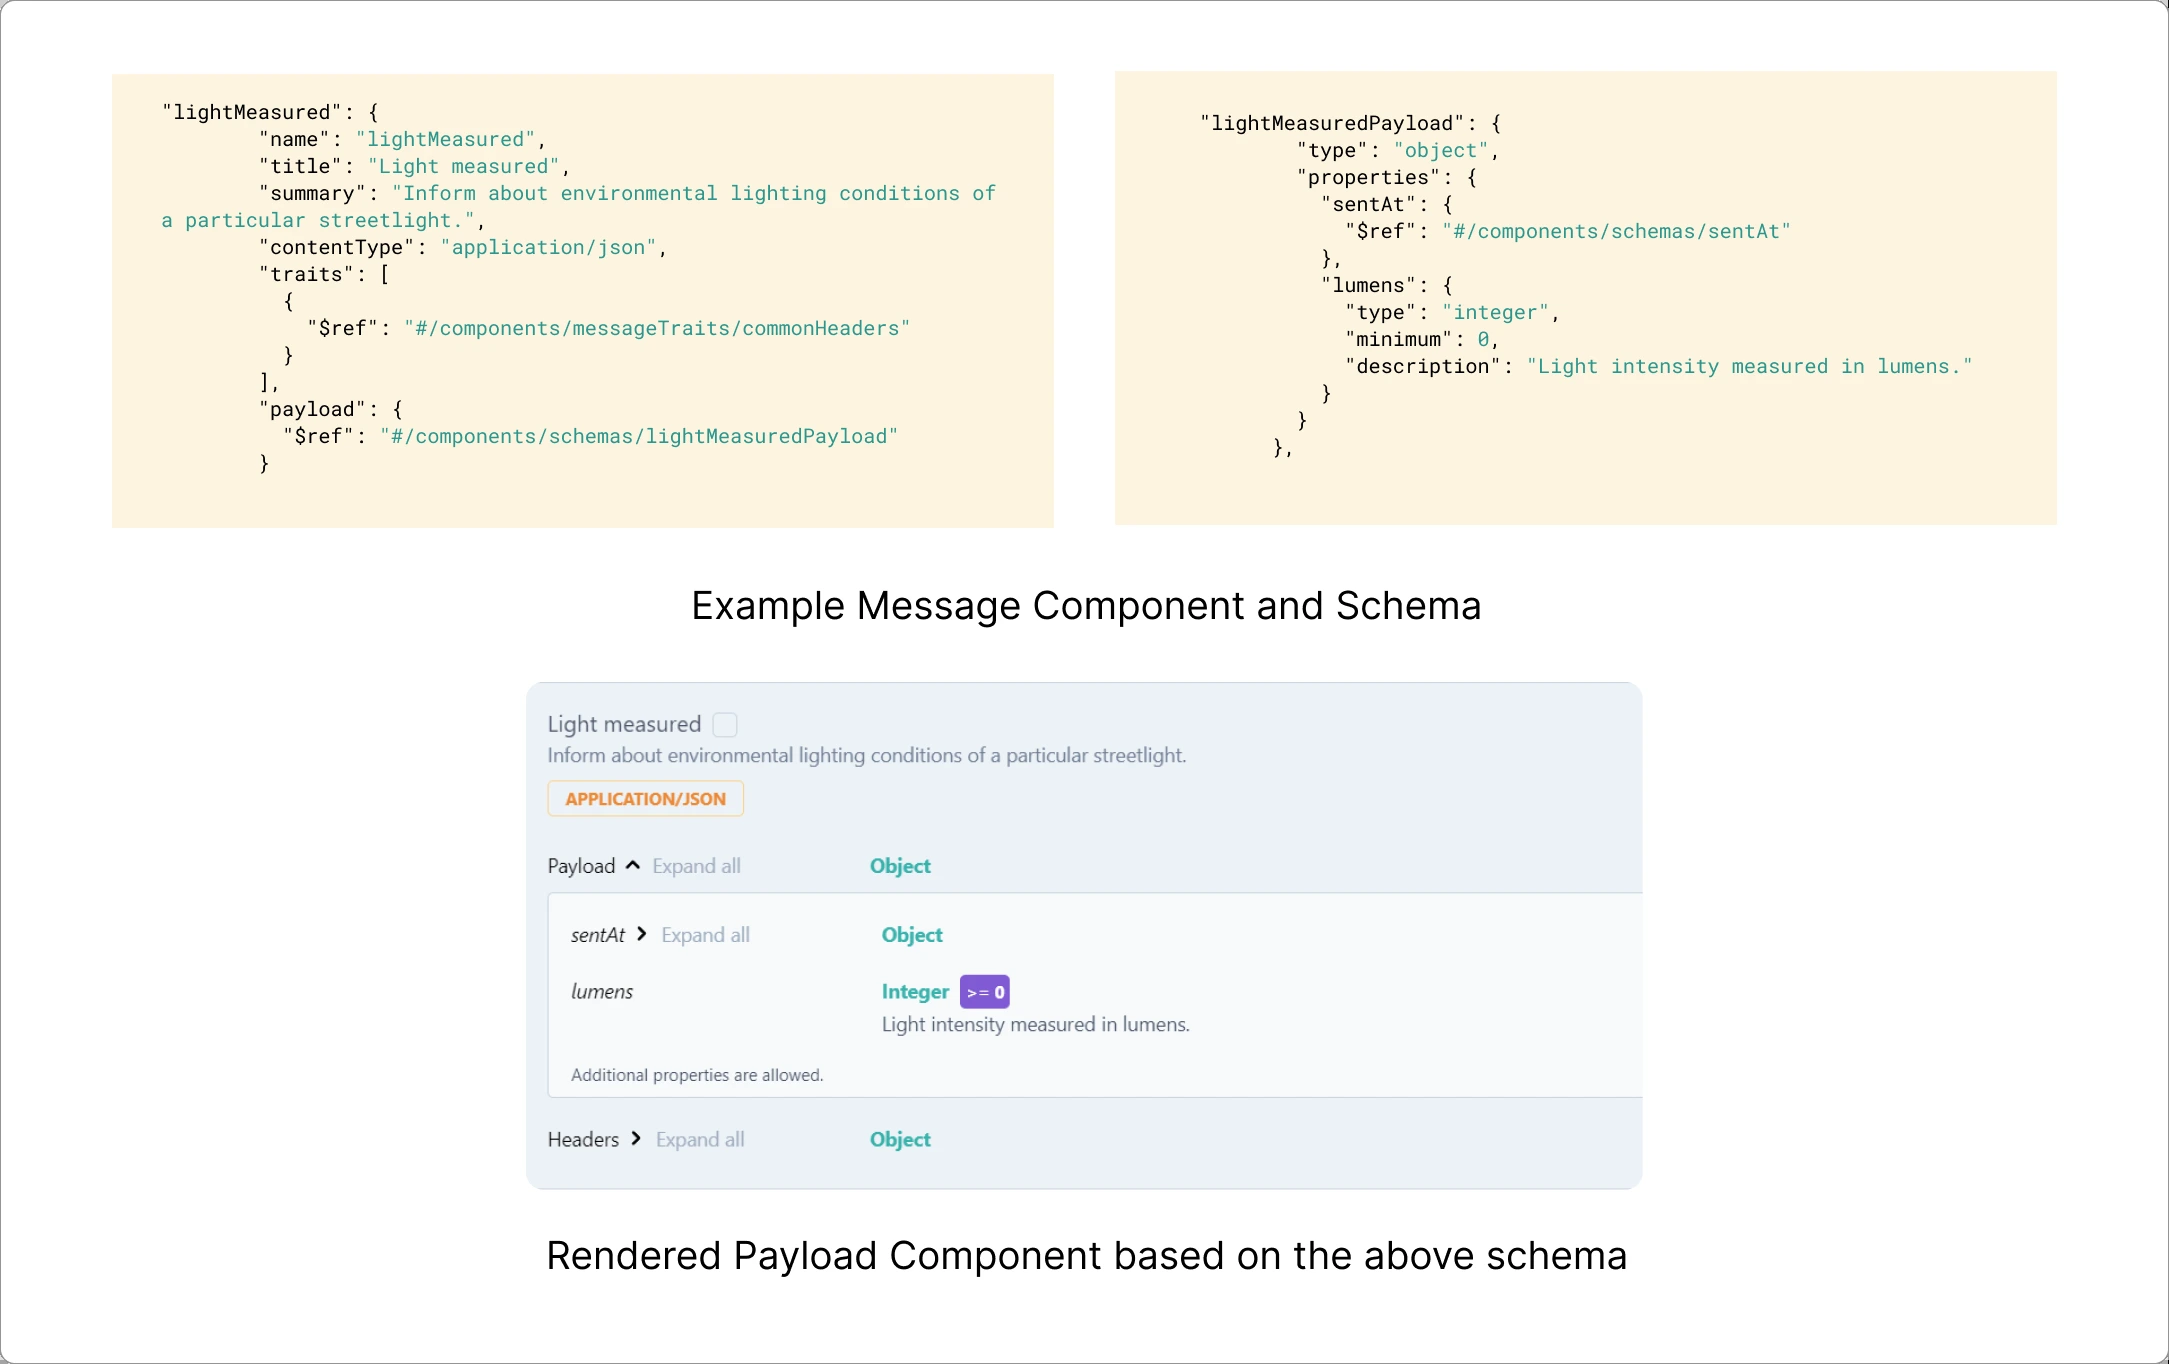 "lightMeasured": {
"name": "lightMeasured",
"title": "Light measured",
"summary": "Inform about environmental lighting conditions of
a particular streetlight.",
"contentType": "application/json",
"traits": [
{
"$ref": "#/components/messageTraits/commonHeaders"
}
],
"payload": {
"$ref": "#/components/schemas/lightMeasuredPayload"
}
"lightMeasuredPayload": {
"type": "object",
"properties": {
"sentAt": {
"$ref": "#/components/schemas/sentAt"
},
"lumens": {
"type": "integer",
"minimum": 0,
"description": "Light intensity measured in lumens."
}
}
},
Example Message Component and Schema
Light measured
Inform about environmental lighting conditions of a particular streetlight.
APPLICATION/JSON
Payload Expand all Object
sentAt Expand all Object
lumens Integer >= 0
Light intensity measured in lumens.
Additional properties are allowed.
Headers Expand all Object
Rendered Payload Component based on the above schema